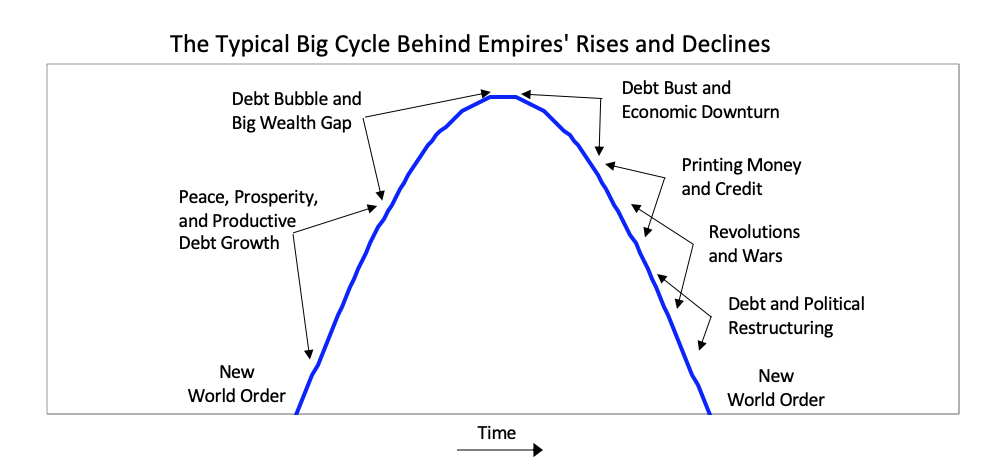 The Typical Big Cycle Behind Empires' Rises and Declines
Debt Bubble and
Big Wealth Gap
Debt Bust and
Economic Downturn
Peace, Prosperity,
and Productive
Debt Growth
Printing Money
and Credit
Revolutions
and Wars
Debt and Political
Restructuring
New
World Order
New
World Order
Time